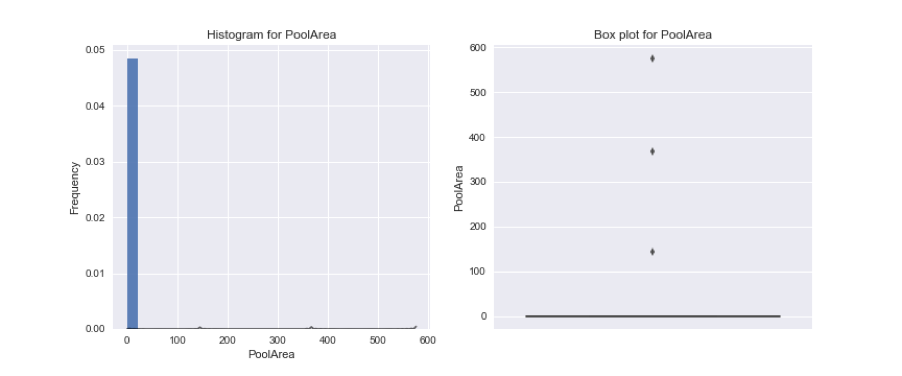 Histogram for PoolArea
0.05
0.04
0.03
0.02
0.01
0.00
Frequency
0 100 200 300 400 500 600
PoolArea
Box plot for PoolArea
600
500
400
300
200
100
0
PoolArea